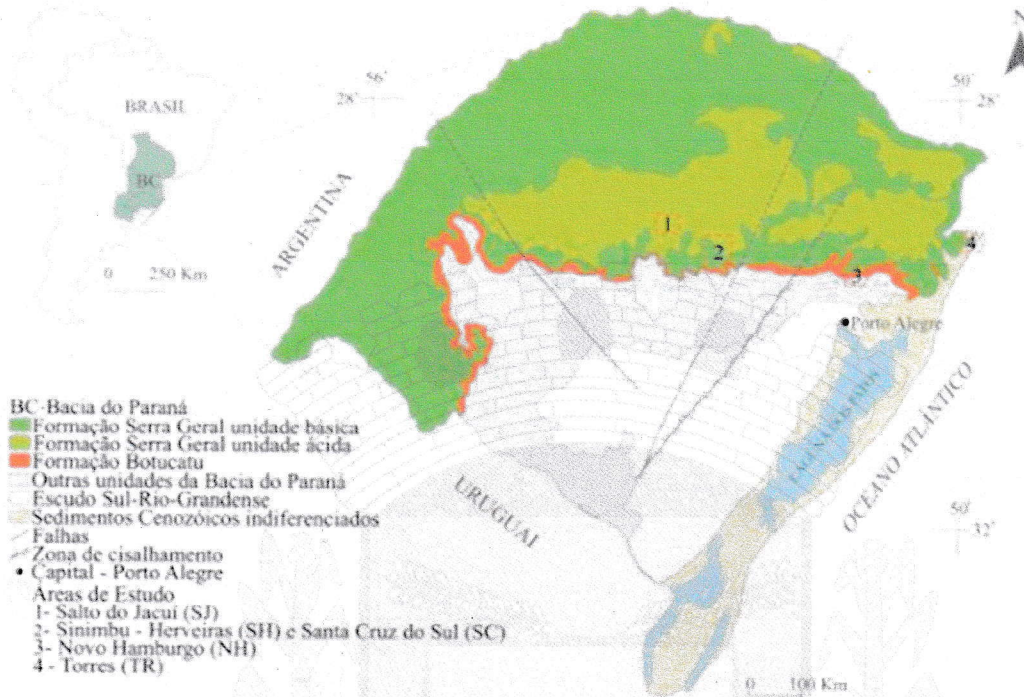 N
56°
28°
50°
28°
BRASIL
BC
0 250 Km
ARGENTINA
1
2
3
4
Porto Alegre
LAGUNA DOS PATOS
OCEANO ATLÂNTICO
URUGUAI
50°
32°
BC-Bacia do Paraná
Formação Serra Geral unidade básica
Formação Serra Geral unidade ácida
Formação Botucatu
Outras unidades da Bacia do Paraná
Escudo Sul-Rio-Grandense
Sedimentos Cenozóicos indiferenciados
Falhas
Zona de cisalhamento
Capital - Porto Alegre
Áreas de Estudo
1- Salto do Jacuí (SJ)
2- Sinimbu - Herveiras (SH) e Santa Cruz do Sul (SC)
3- Novo Hamburgo (NH)
4 - Torres (TR)
0 100 Km